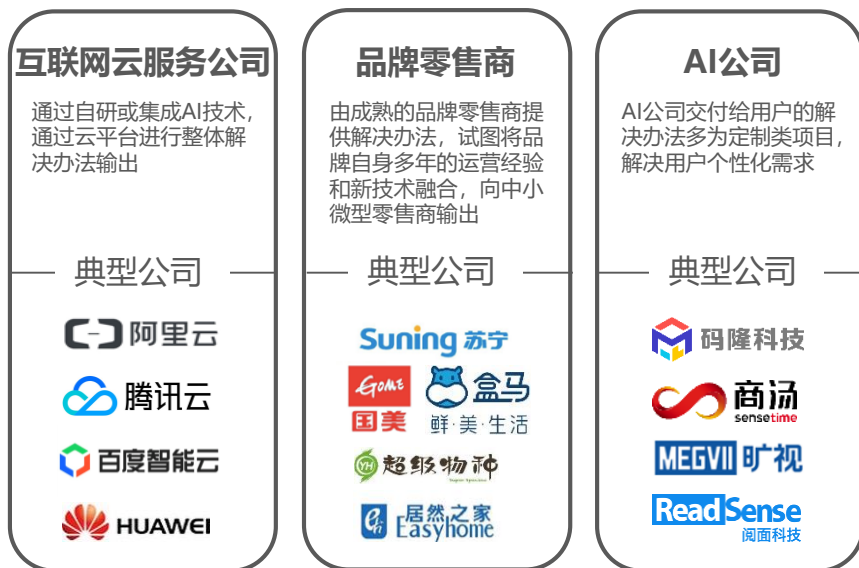 互联网云服务公司
通过自研或集成AI技术，
通过云平台进行整体解
决办法输出
典型公司
阿里云
腾讯云
百度智能云
HUAWEI
品牌零售商
由成熟的品牌零售商提
供解决办法，试图将品
牌自身多年的运营经验
和新技术融合，向中小
微型零售商输出
典型公司
Suning 苏宁
GOME
国美
盒马
鲜·美·生活
YH 超级物种
居然之家
Easyhome
AI公司
AI公司交付给用户的解
决办法多为定制类项目，
解决用户个性化需求
典型公司
码隆科技
商汤
sensetime
MEGVII 旷视
ReadSense
阅面科技